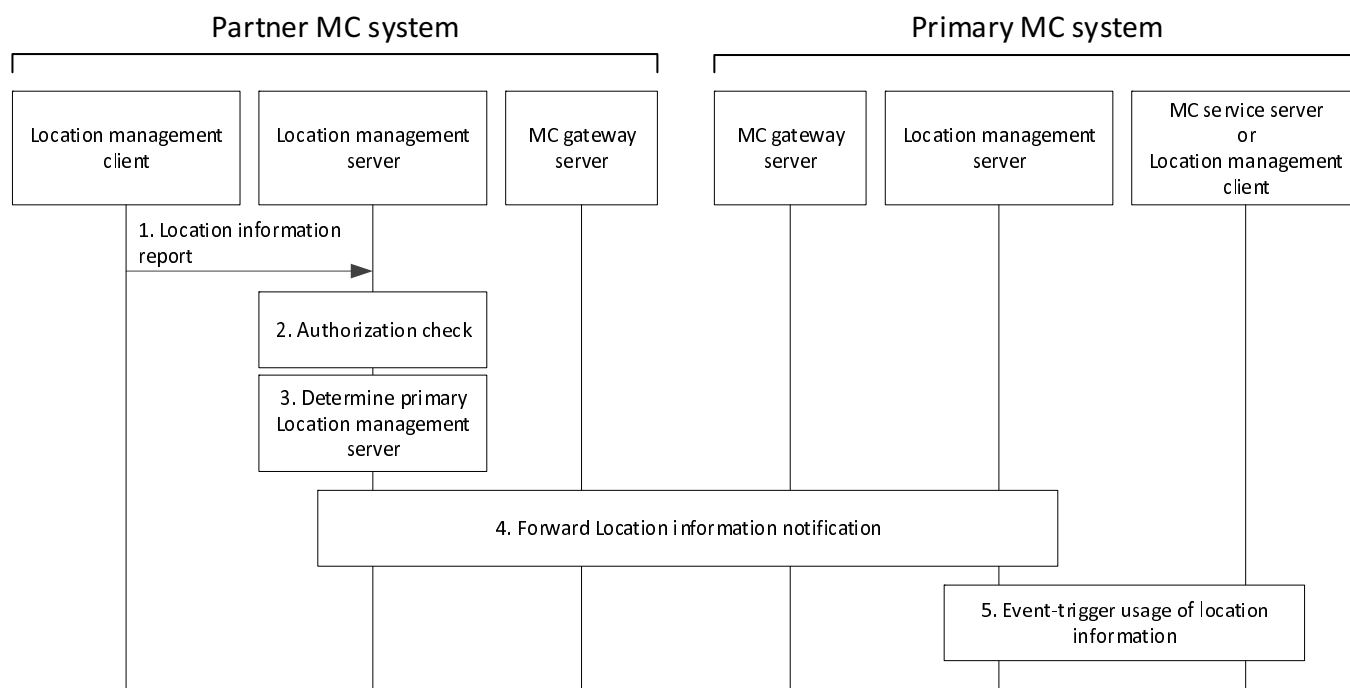 Partner MC system
Primary MC system
Location management
client
Location management
server
MC gateway
server
MC gateway
server
Location management
server
MC service server
or
Location management
client
1. Location information
report
2. Authorization check
3. Determine primary
Location management
server
4. Forward Location information notification
5. Event-trigger usage of location
information